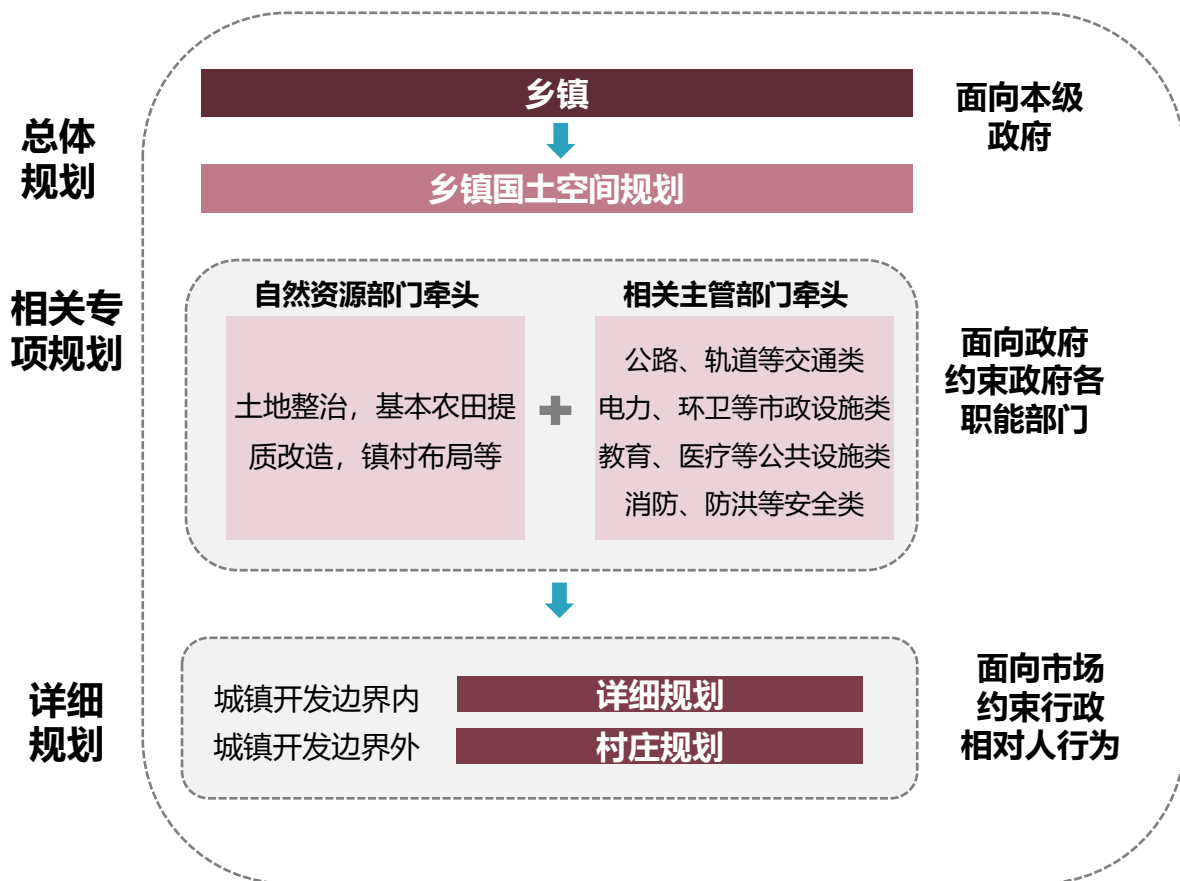 总体
规划
乡镇
乡镇国土空间规划
面向本级
政府
相关专
项规划
自然资源部门牵头
土地整治，基本农田提
质改造，镇村布局等
相关主管部门牵头
公路、轨道等交通类
电力、环卫等市政设施类
教育、医疗等公共设施类
消防、防洪等安全类
面向政府
约束政府各
职能部门
详细
规划
城镇开发边界内
详细规划
城镇开发边界外
村庄规划
面向市场
约束行政
相对人行为